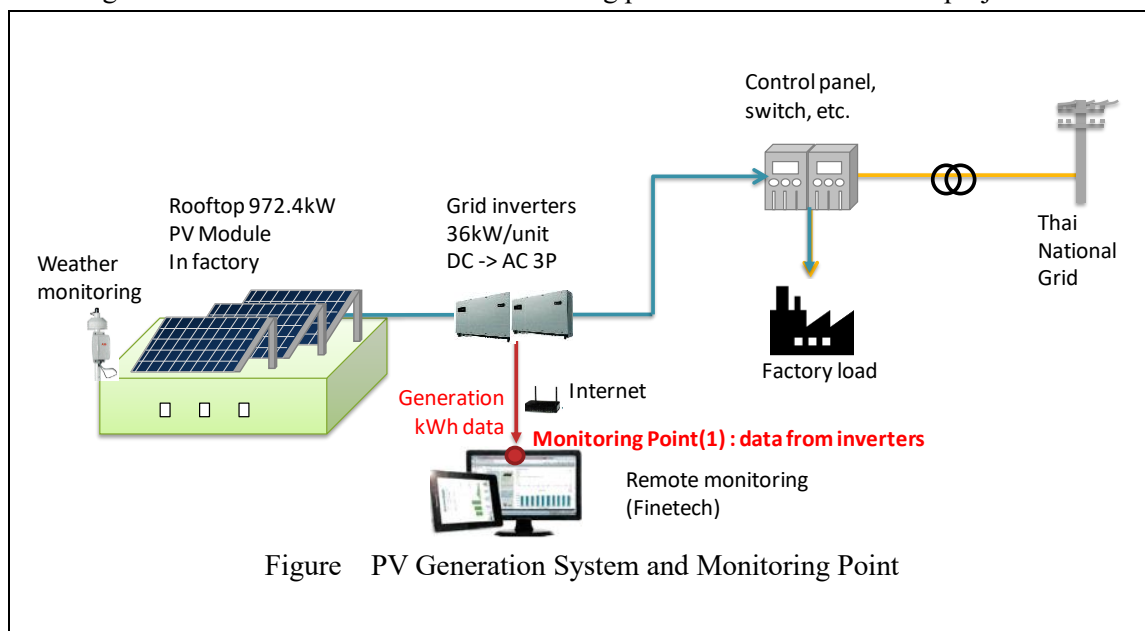 Control panel,
switch, etc.
Rooftop 972.4kW
PV Module
In factory
Grid inverters
36kW/unit
DC -> AC 3P
Thai
National
Grid
Weather
monitoring
Factory load
Generation
kWh data
Internet
Monitoring Point(1) : data from inverters
Remote monitoring
(Finetech)
Figure PV Generation System and Monitoring Point